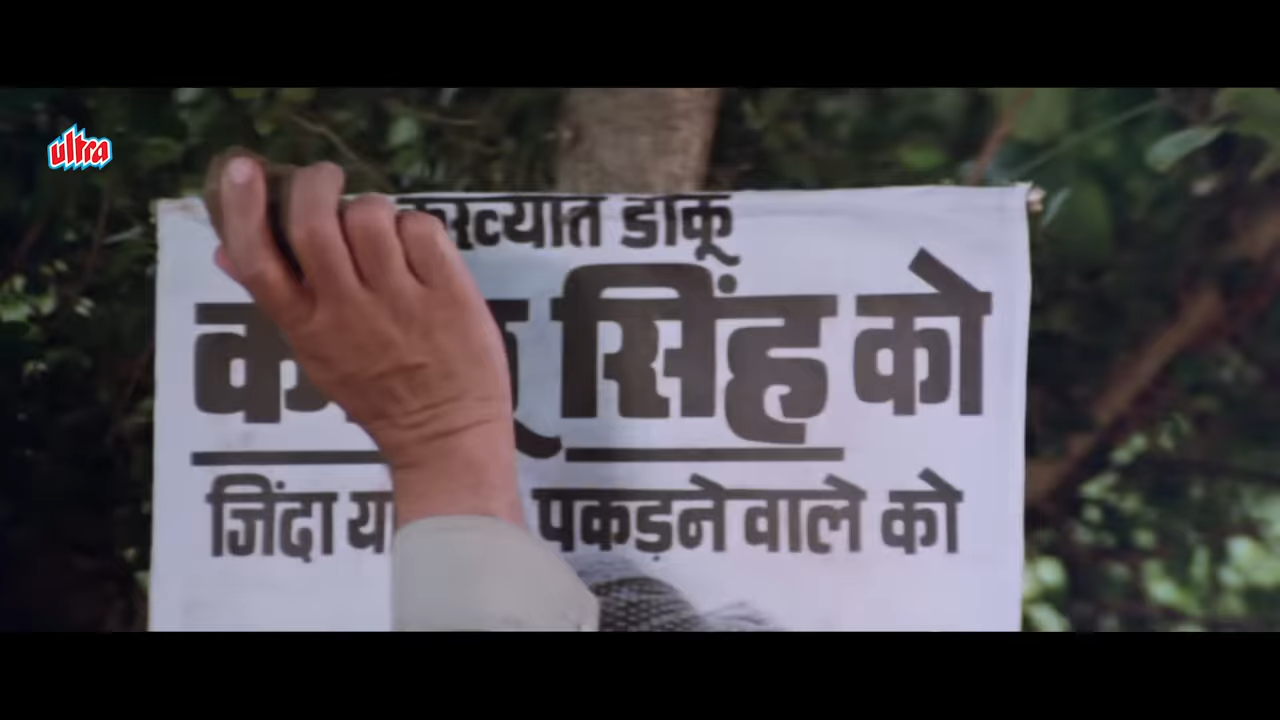 ultra
डाकू
सिंह को
जिंदा पकड़ने वाले को